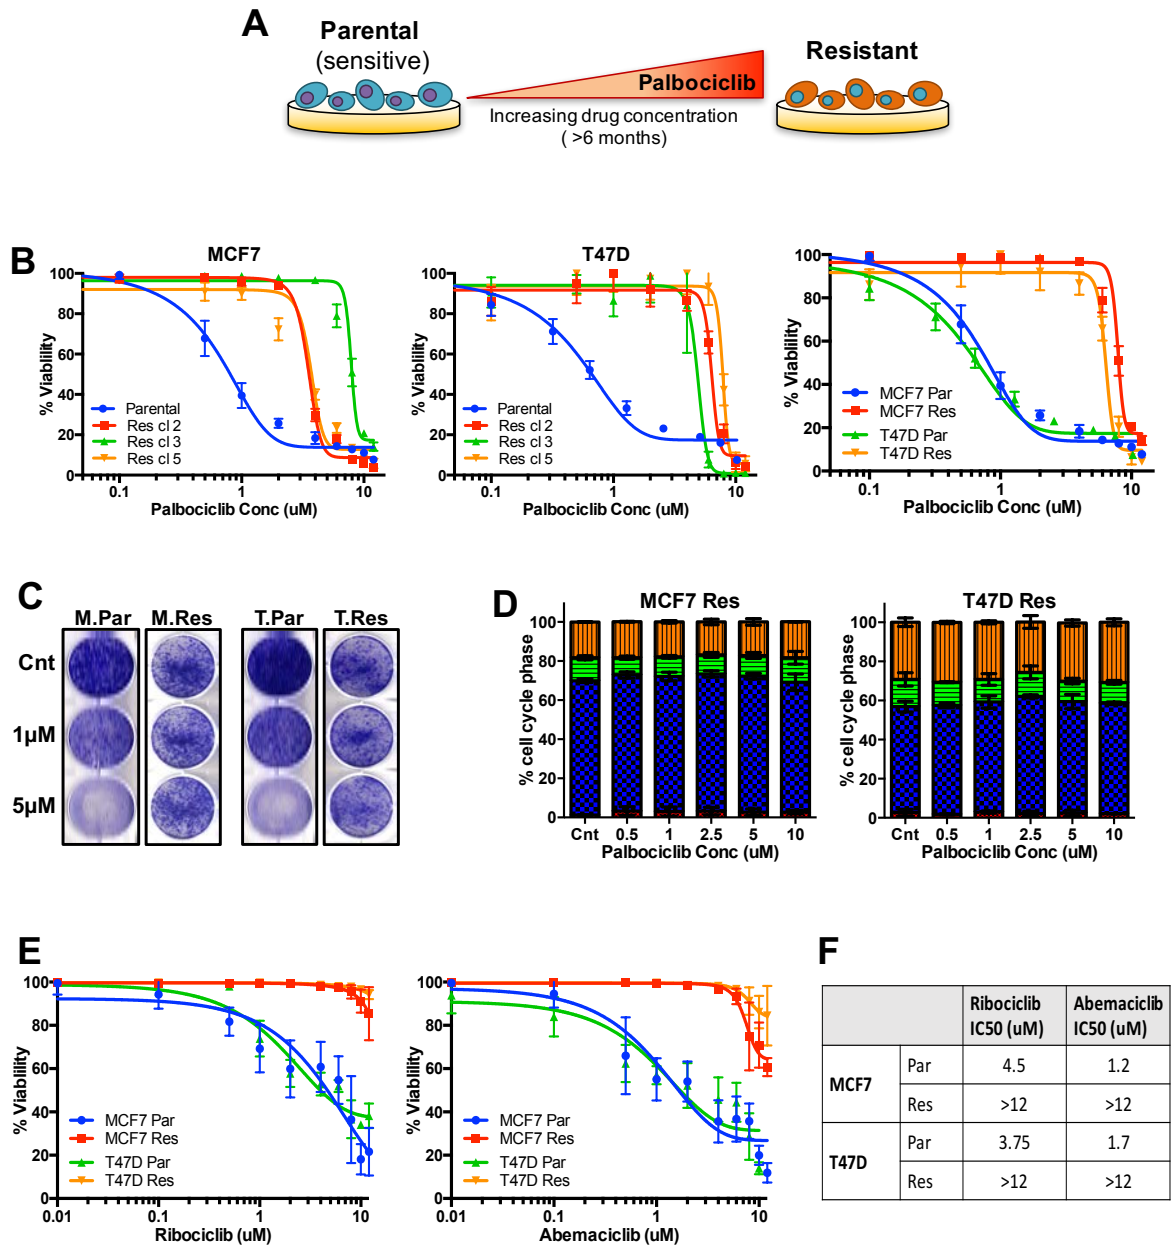 A
Parental
(sensitive)
Palbociclib
Increasing drug concentration
( >6 months)
Resistant
B
MCF7
% Viability
100
80
60
40
20
0
Parental
Res cl 2
Res cl 3
Res cl 5
0.1
1
10
Palbociclib Conc (uM)
T47D
% Viability
100
80
60
40
20
0
Parental
Res cl 2
Res cl 3
Res cl 5
0.1
1
10
Palbociclib Conc (uM)
% Viability
100
80
60
40
20
0
MCF7 Par
MCF7 Res
T47D Par
T47D Res
0.1
1
10
Palbociclib Conc (uM)
C
M.Par
M.Res
T.Par
T.Res
Cnt
1µM
5µM
D
MCF7 Res
% cell cycle phase
100
80
60
40
20
0
Cnt
0.5
1
2.5
5
10
Palbociclib Conc (uM)
T47D Res
% cell cycle phase
100
80
60
40
20
0
Cnt
0.5
1
2.5
5
10
Palbociclib Conc (uM)
E
% Viablility
100
80
60
40
20
0
MCF7 Par
MCF7 Res
T47D Par
T47D Res
0.01
0.1
1
10
Ribociclib (uM)
% Viability
100
80
60
40
20
0
MCF7 Par
MCF7 Res
T47D Par
T47D Res
0.01
0.1
1
10
Abemaciclib (uM)
F
Ribociclib
IC50 (uM)
Abemaciclib
IC50 (uM)
MCF7
Par
4.5
1.2
Res
>12
>12
T47D
Par
3.75
1.7
Res
>12
>12